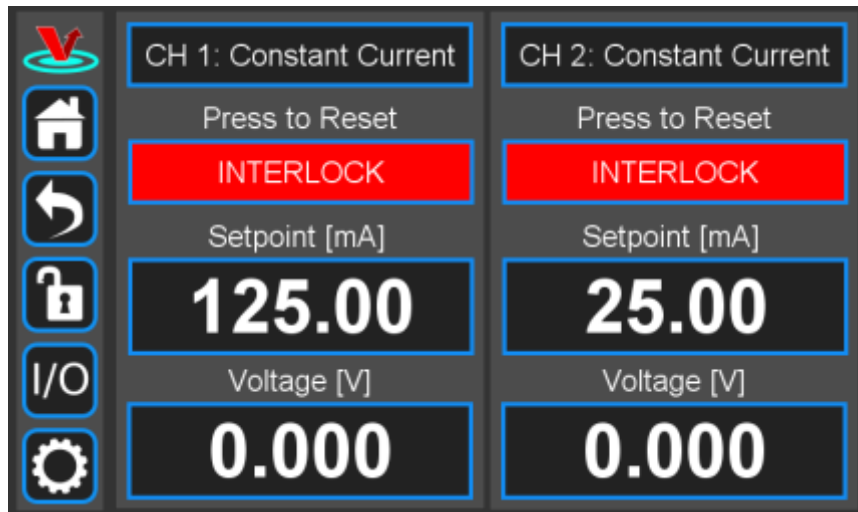 CH 1: Constant Current
Press to Reset
INTERLOCK
Setpoint [mA]
125.00
Voltage [V]
0.000
CH 2: Constant Current
Press to Reset
INTERLOCK
Setpoint [mA]
25.00
Voltage [V]
0.000
I/O